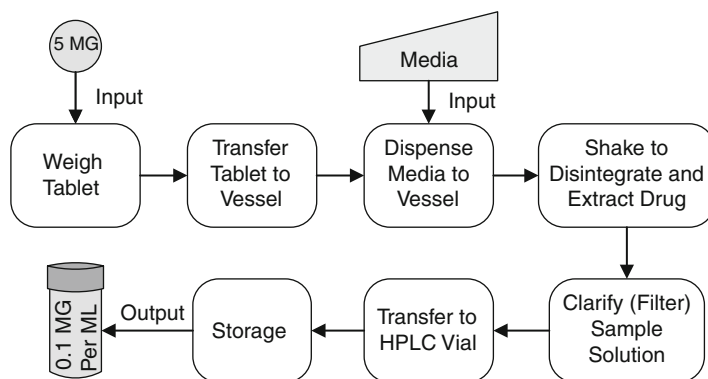 5 MG
Input
Media
Input
Weigh
Tablet
Transfer
Tablet to
Vessel
Dispense
Media to
Vessel
Shake to
Disintegrate and
Extract Drug
Clarify (Filter)
Sample
Solution
Transfer to
HPLC Vial
Storage
Output
0.1 MG
Per ML